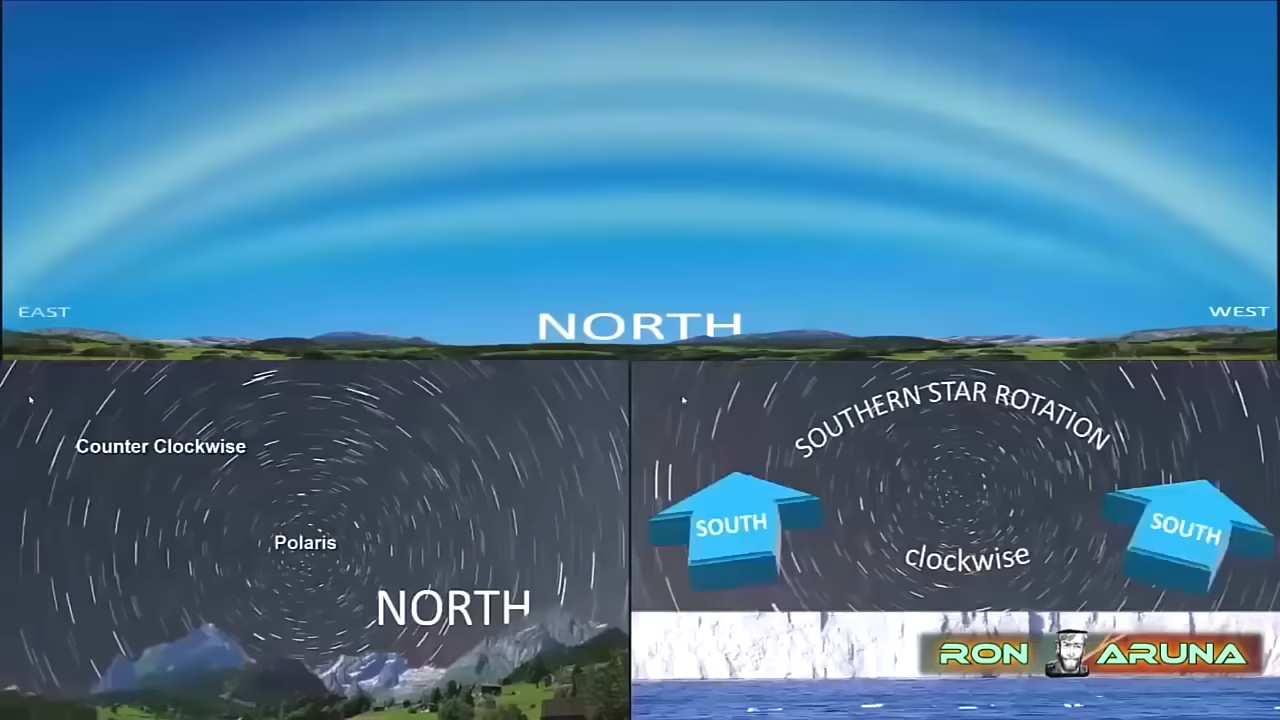 EAST
NORTH
WEST
Counter Clockwise
Polaris
NORTH
SOUTHERN STAR ROTATION
SOUTH
SOUTH
clockwise
RON ARUNA